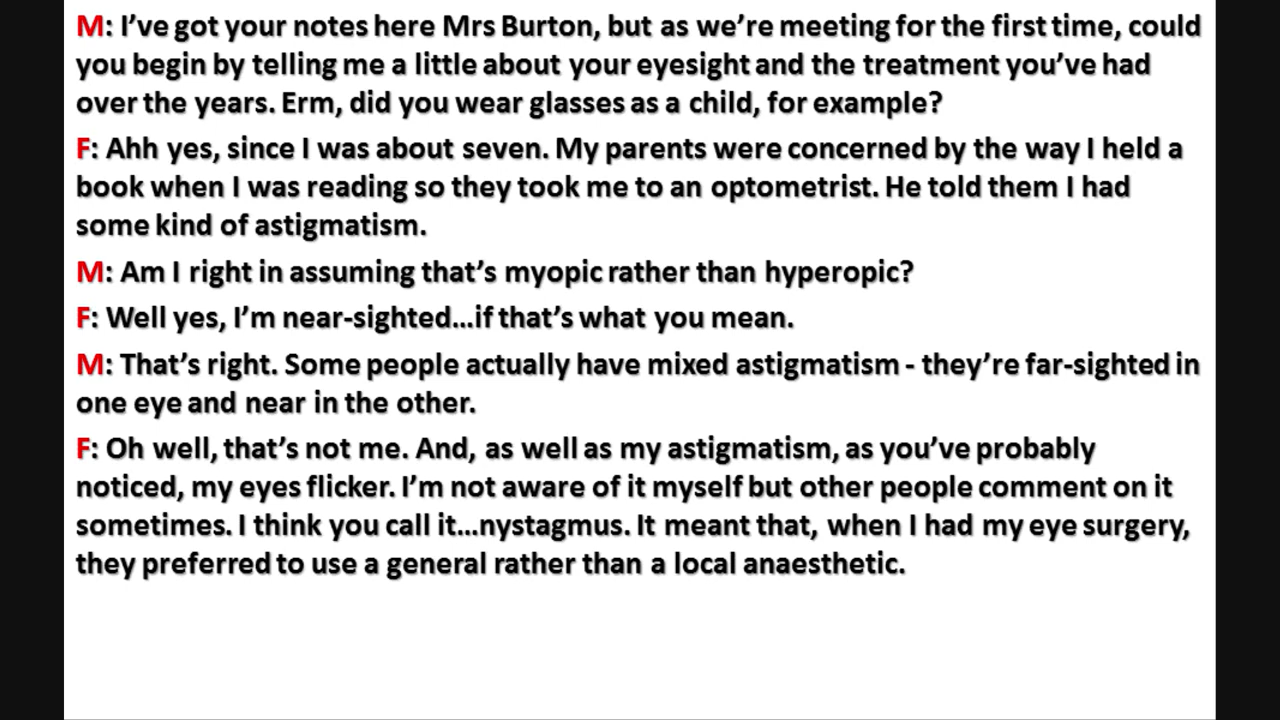 M: I've got your notes here Mrs Burton, but as we're meeting for the first time, could
you begin by telling me a little about your eyesight and the treatment you've had
over the years. Erm, did you wear glasses as a child, for example?
F: Ahh yes, since I was about seven. My parents were concerned by the way I held a
book when I was reading so they took me to an optometrist. He told them I had
some kind of astigmatism.
M: Am I right in assuming that's myopic rather than hyperopic?
F: Well yes, I'm near-sighted…if that's what you mean.
M: That's right. Some people actually have mixed astigmatism - they're far-sighted in
one eye and near in the other.
F: Oh well, that's not me. And, as well as my astigmatism, as you've probably
noticed, my eyes flicker. I'm not aware of it myself but other people comment on it
sometimes. I think you call it…nystagmus. It meant that, when I had my eye surgery,
they preferred to use a general rather than a local anaesthetic.